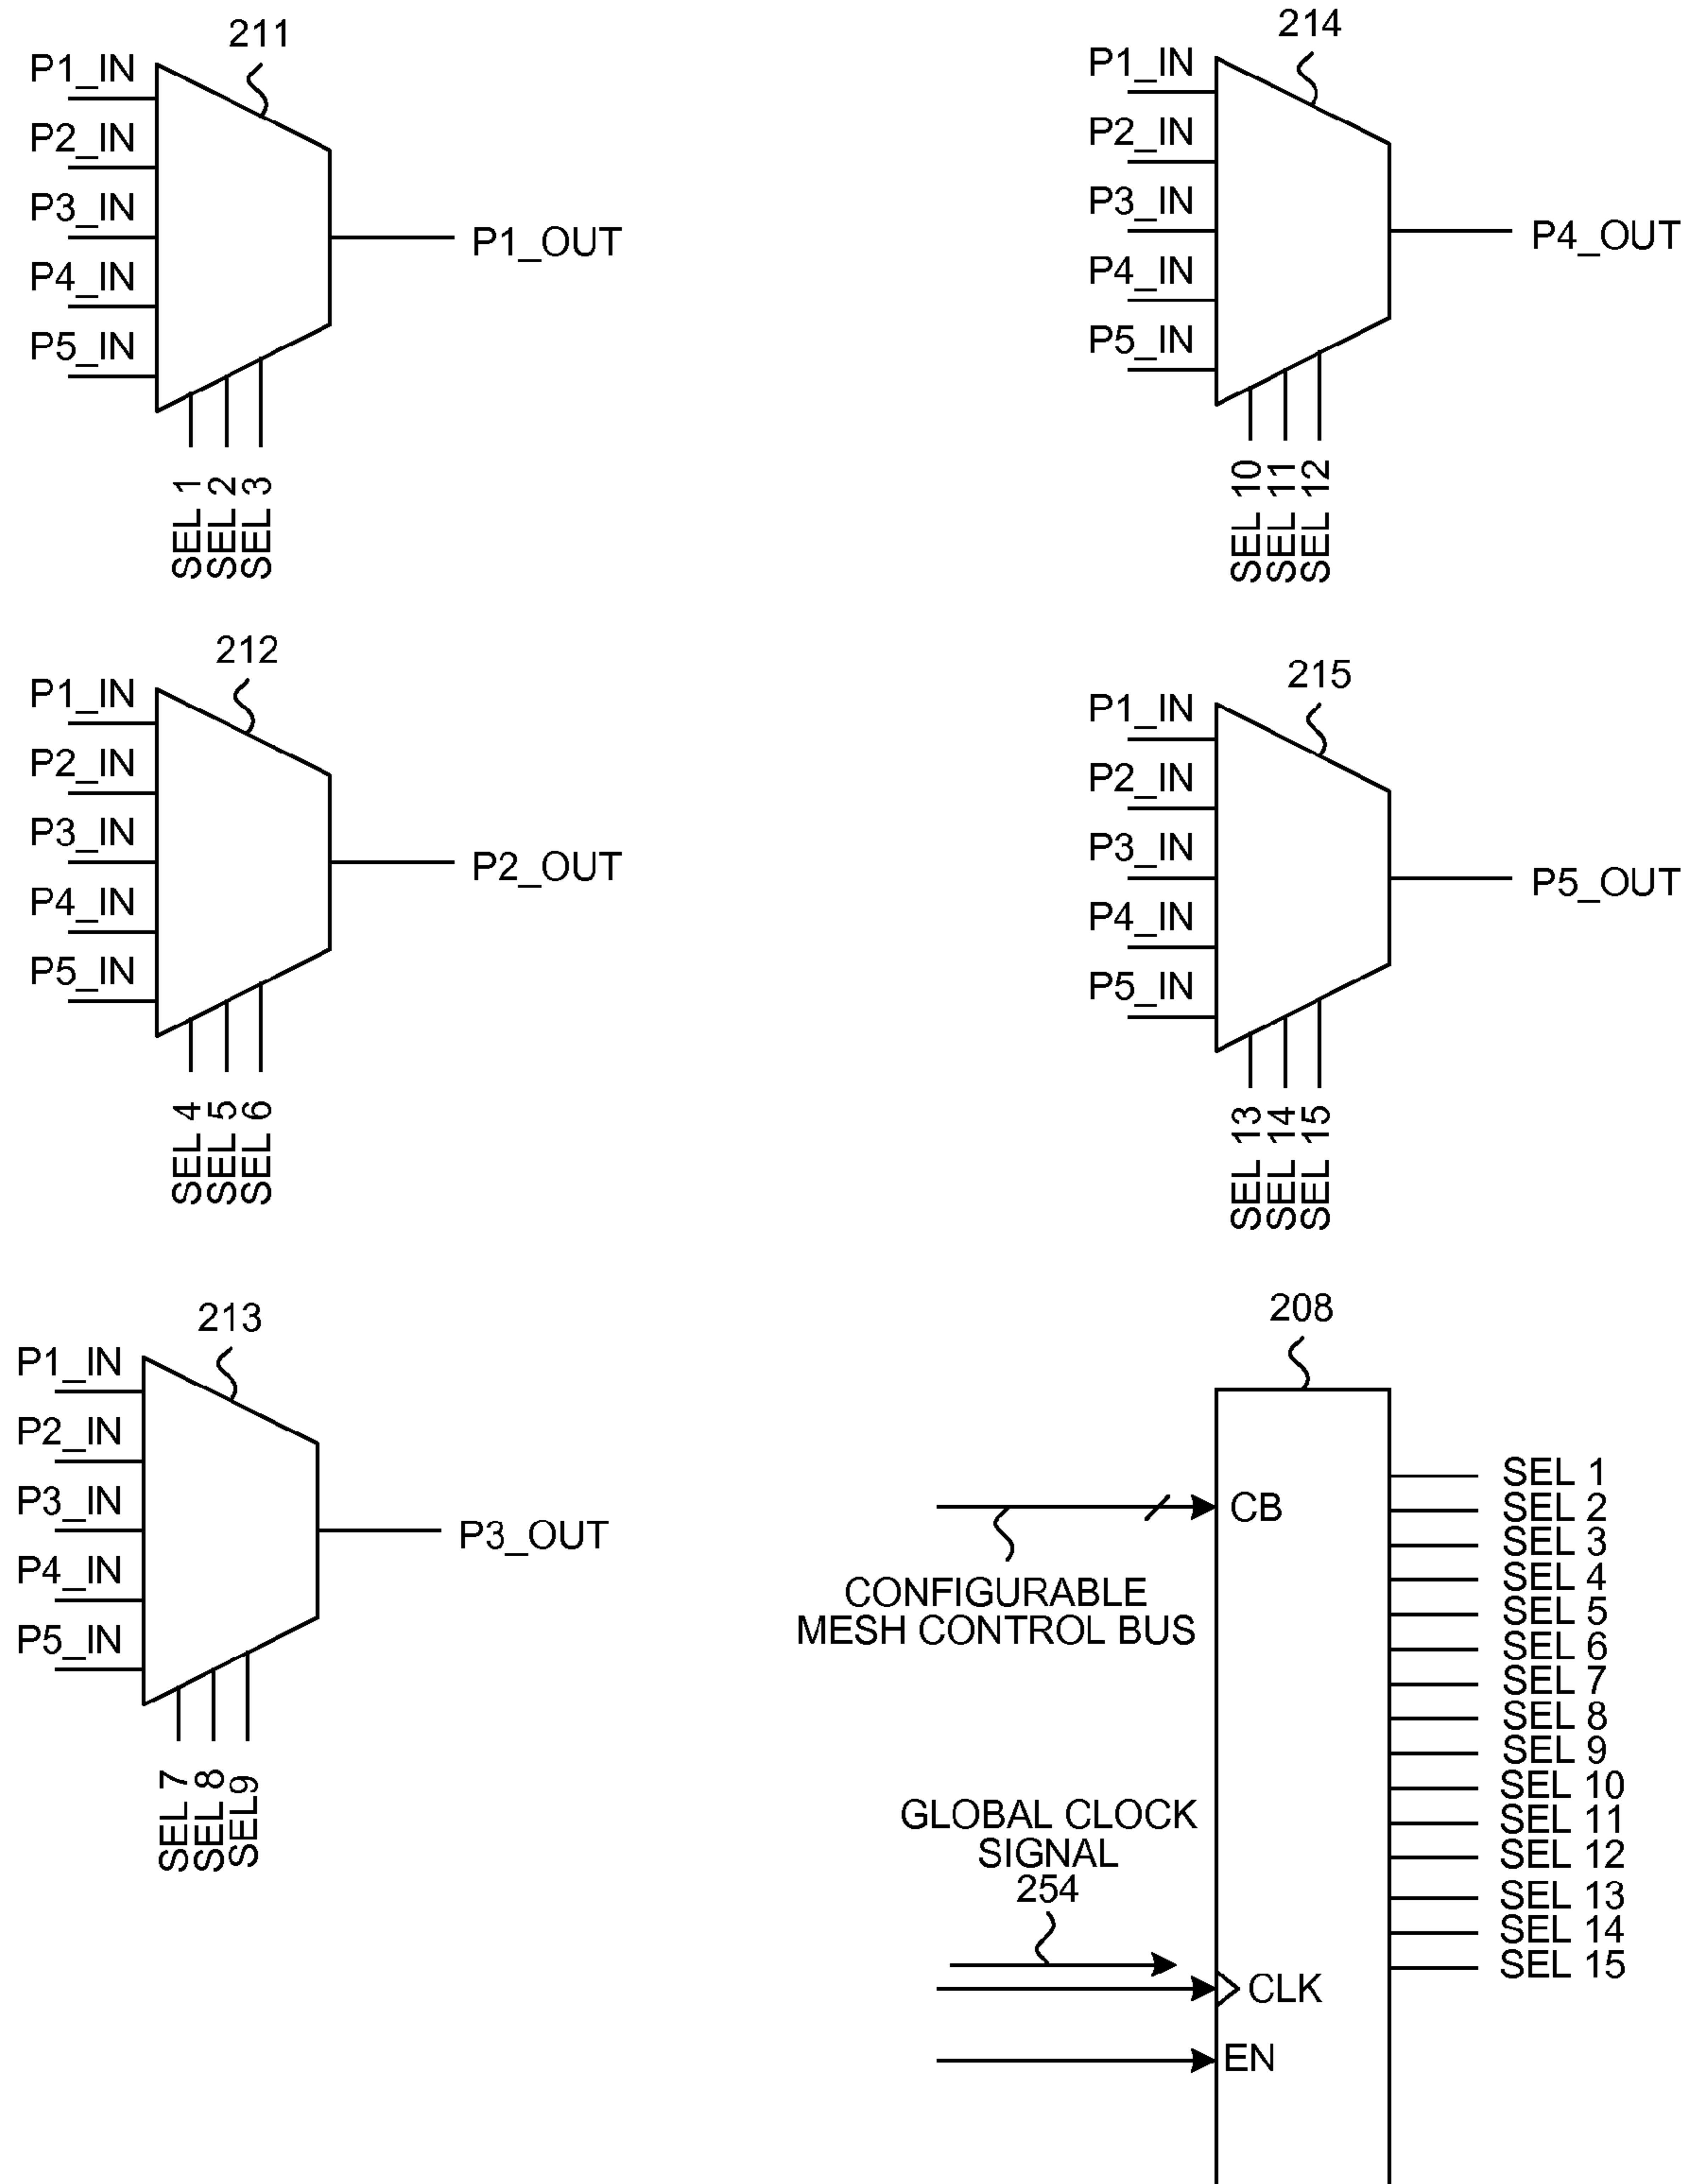 211
P1_IN
P2_IN
P3_IN
P4_IN
P5_IN
P1_OUT
SEL 1
SEL 2
SEL 3
214
P1_IN
P2_IN
P3_IN
P4_IN
P5_IN
P4_OUT
SEL 10
SEL 11
SEL 12
212
P1_IN
P2_IN
P3_IN
P4_IN
P5_IN
P2_OUT
SEL 4
SEL 5
SEL 6
215
P1_IN
P2_IN
P3_IN
P4_IN
P5_IN
P5_OUT
SEL 13
SEL 14
SEL 15
213
P1_IN
P2_IN
P3_IN
P4_IN
P5_IN
P3_OUT
SEL 7
SEL 8
SEL9
208
CB
CONFIGURABLE
MESH CONTROL BUS
GLOBAL CLOCK
SIGNAL
254
CLK
EN
SEL 1
SEL 2
SEL 3
SEL 4
SEL 5
SEL 6
SEL 7
SEL 8
SEL 9
SEL 10
SEL 11
SEL 12
SEL 13
SEL 14
SEL 15